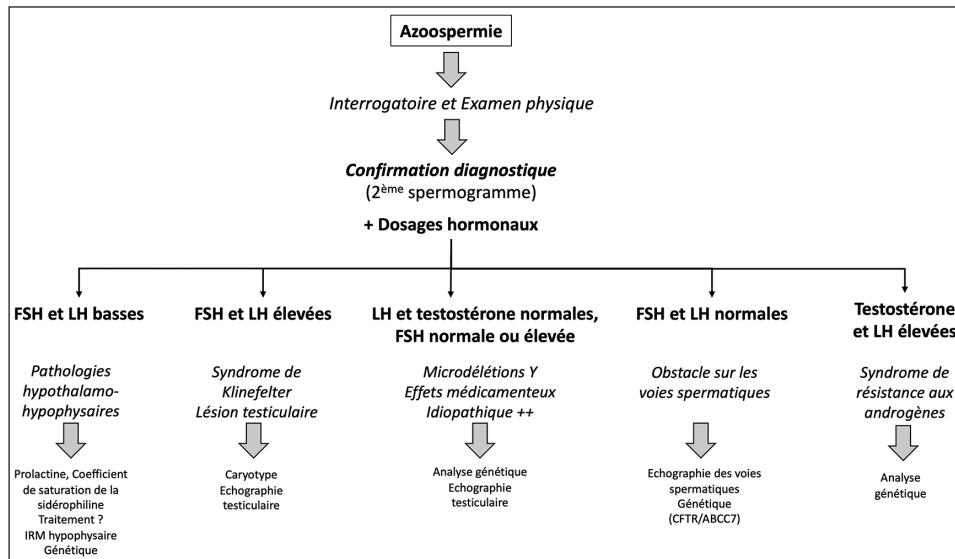 Azoospermie
Interrogatoire et Examen physique
Confirmation diagnostique
(2ème spermogramme)
+ Dosages hormonaux
FSH et LH basses
Pathologies
hypothalamo-
hypophysaires
Prolactine, Coefficient
de saturation de la
sidérophiline
Traitement ?
IRM hypophysaire
Génétique
FSH et LH élevées
Syndrome de
Klinefelter
Lésion testiculaire
Caryotype
Echographie
testiculaire
LH et testostérone normales,
FSH normale ou élevée
Microdélétions Y
Effets médicamenteux
Idiopathique ++
Analyse génétique
Echographie
testiculaire
FSH et LH normales
Obstacle sur les
voies spermatiques
Echographie des voies
spermatiques
Génétique
(CFTR/ABCC7)
Testostérone
et LH élevées
Syndrome de
résistance aux
androgènes
Analyse
génétique